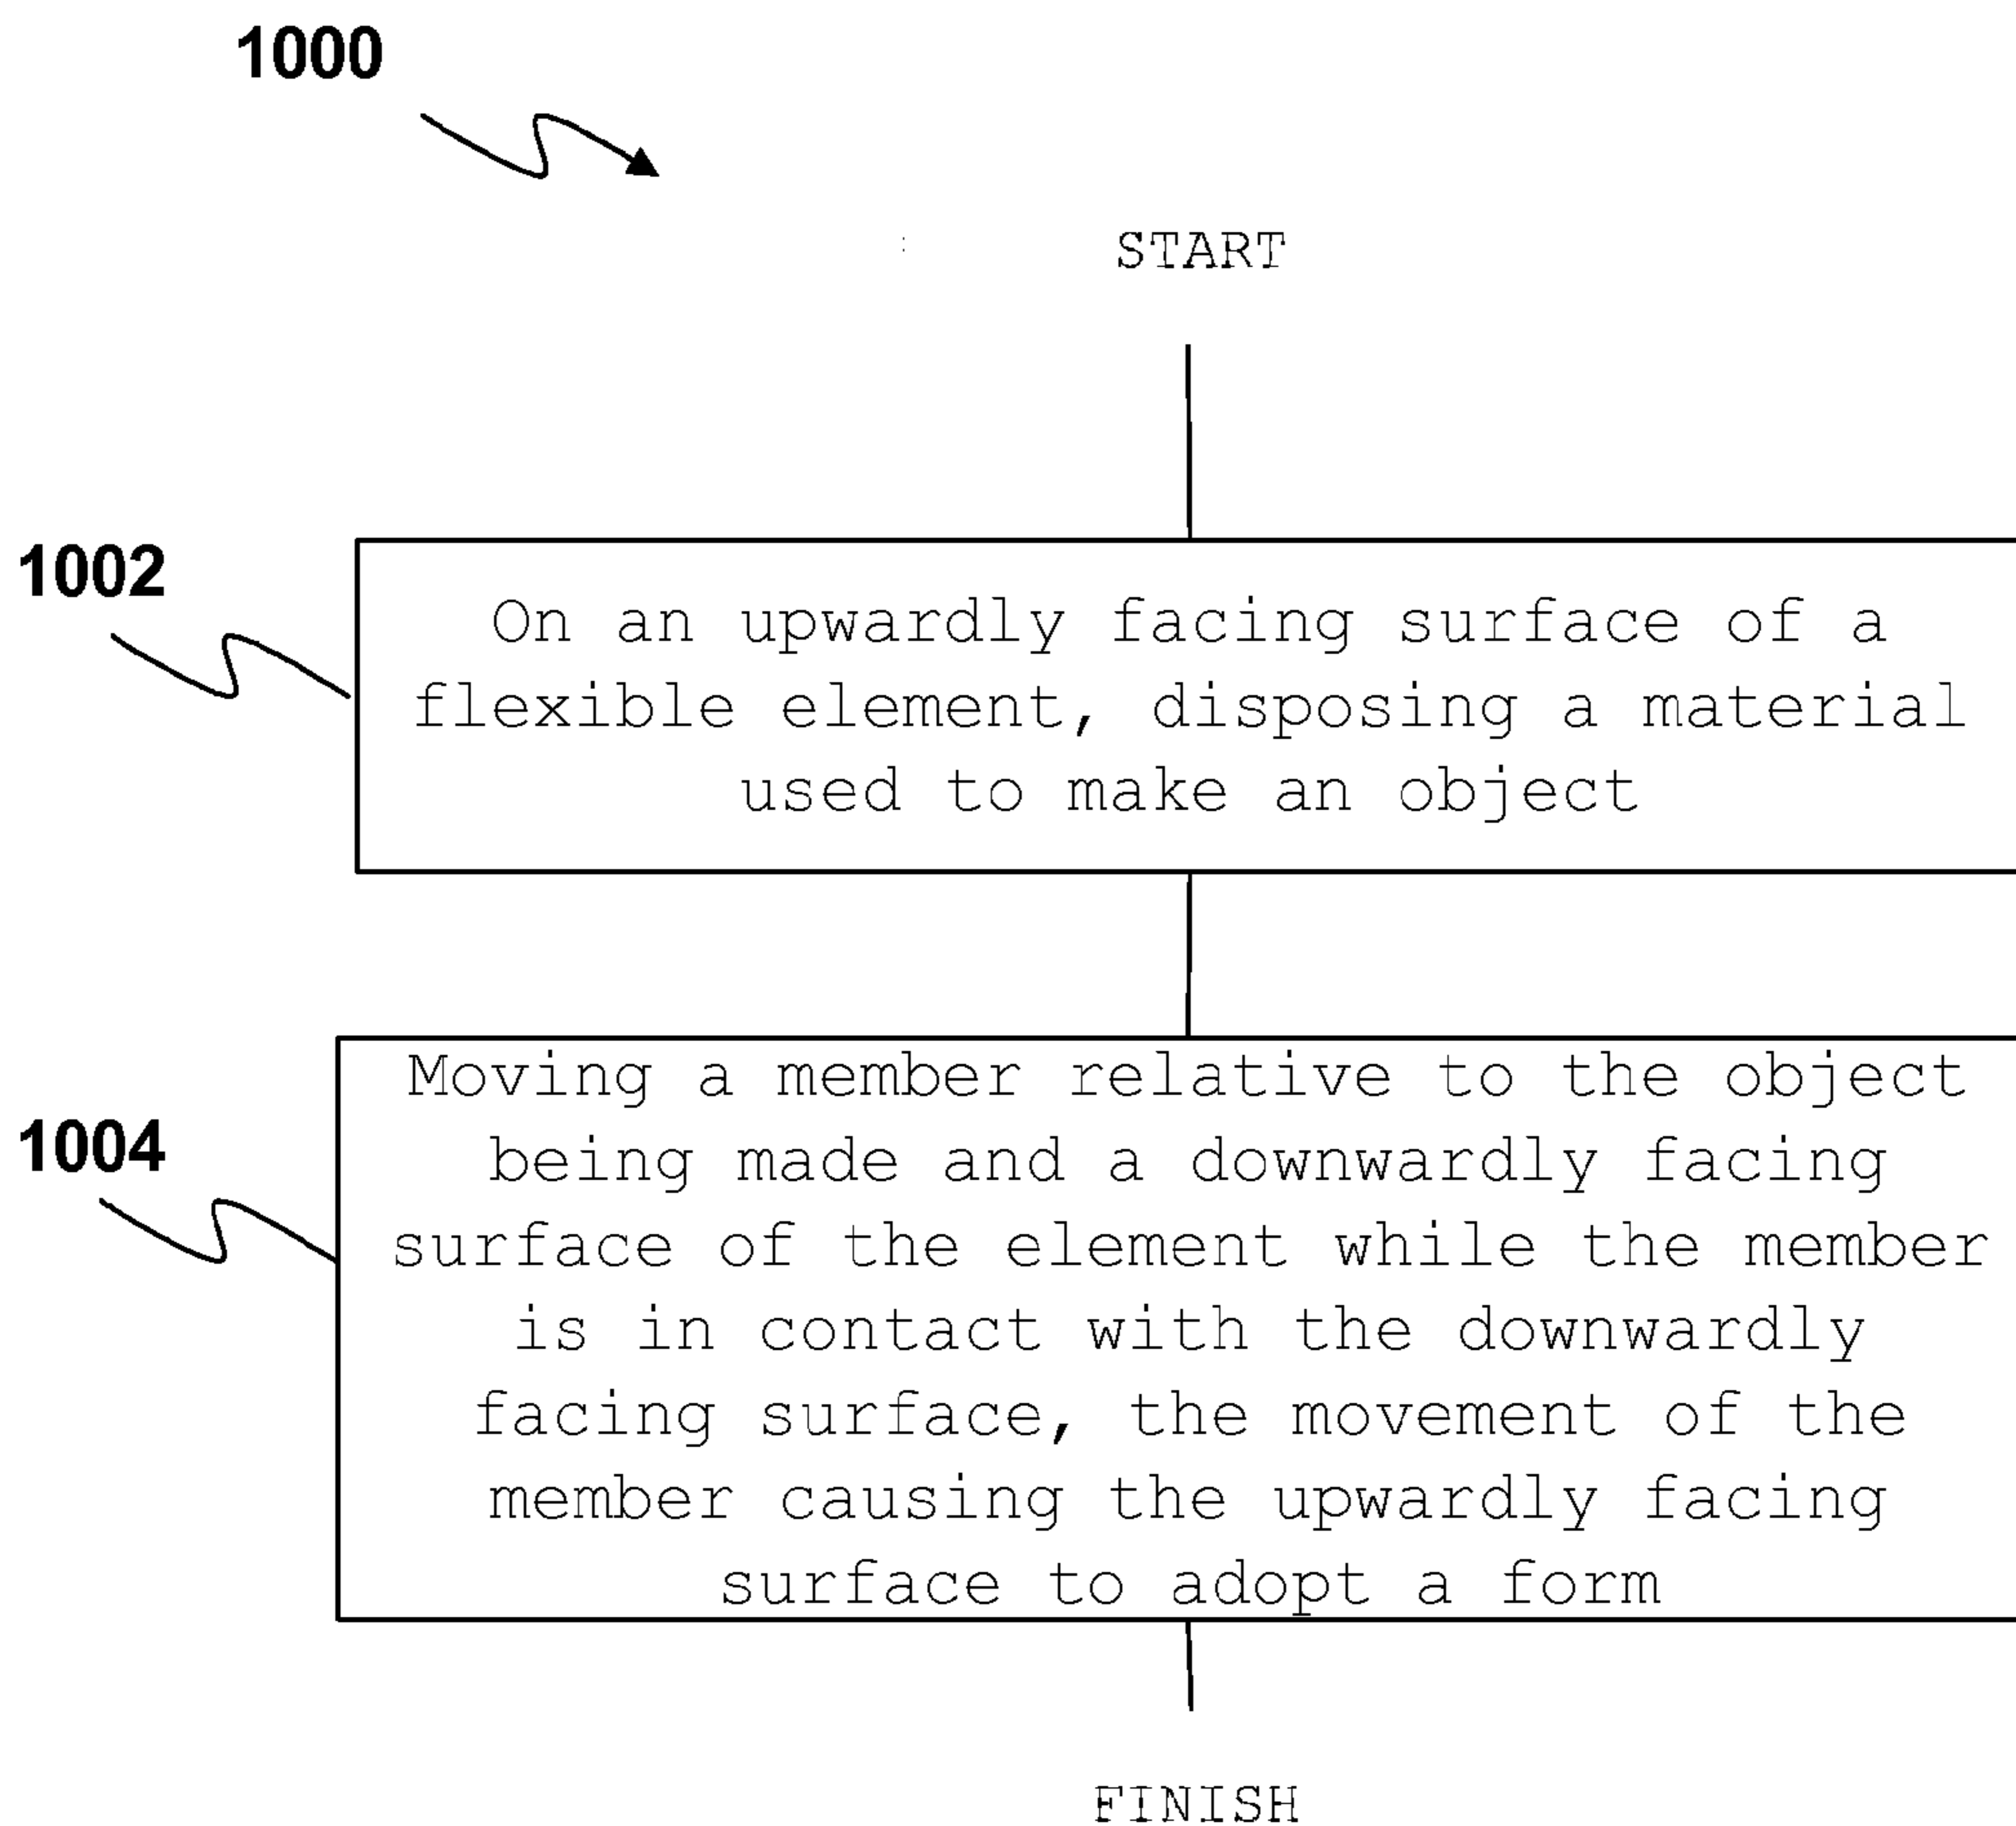 1000
START
1002
On an upwardly facing surface of a
flexible element, disposing a material
used to make an object
1004
Moving a member relative to the object
being made and a downwardly facing
surface of the element while the member
is in contact with the downwardly
facing surface, the movement of the
member causing the upwardly facing
surface to adopt a form
FINISH